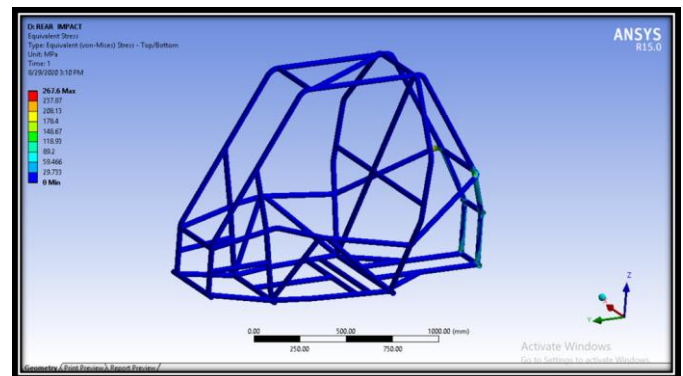 D: REAR IMPACT
Equivalent Stress
Type: Equivalent (von-Mises) Stress - Top/Bottom
Unit: MPa
Time: 1
8/29/2020 3:10 PM
267.6 Max
237.87
208.13
178.4
148.67
118.93
89.2
59.466
29.733
0 Min
ANSYS
R15.0
Z
Y
0.00
500.00
1000.00 (mm)
250.00
750.00
Activate Windows
Go to Settings to activate Windows.
Geometry
Print Preview
Report Preview